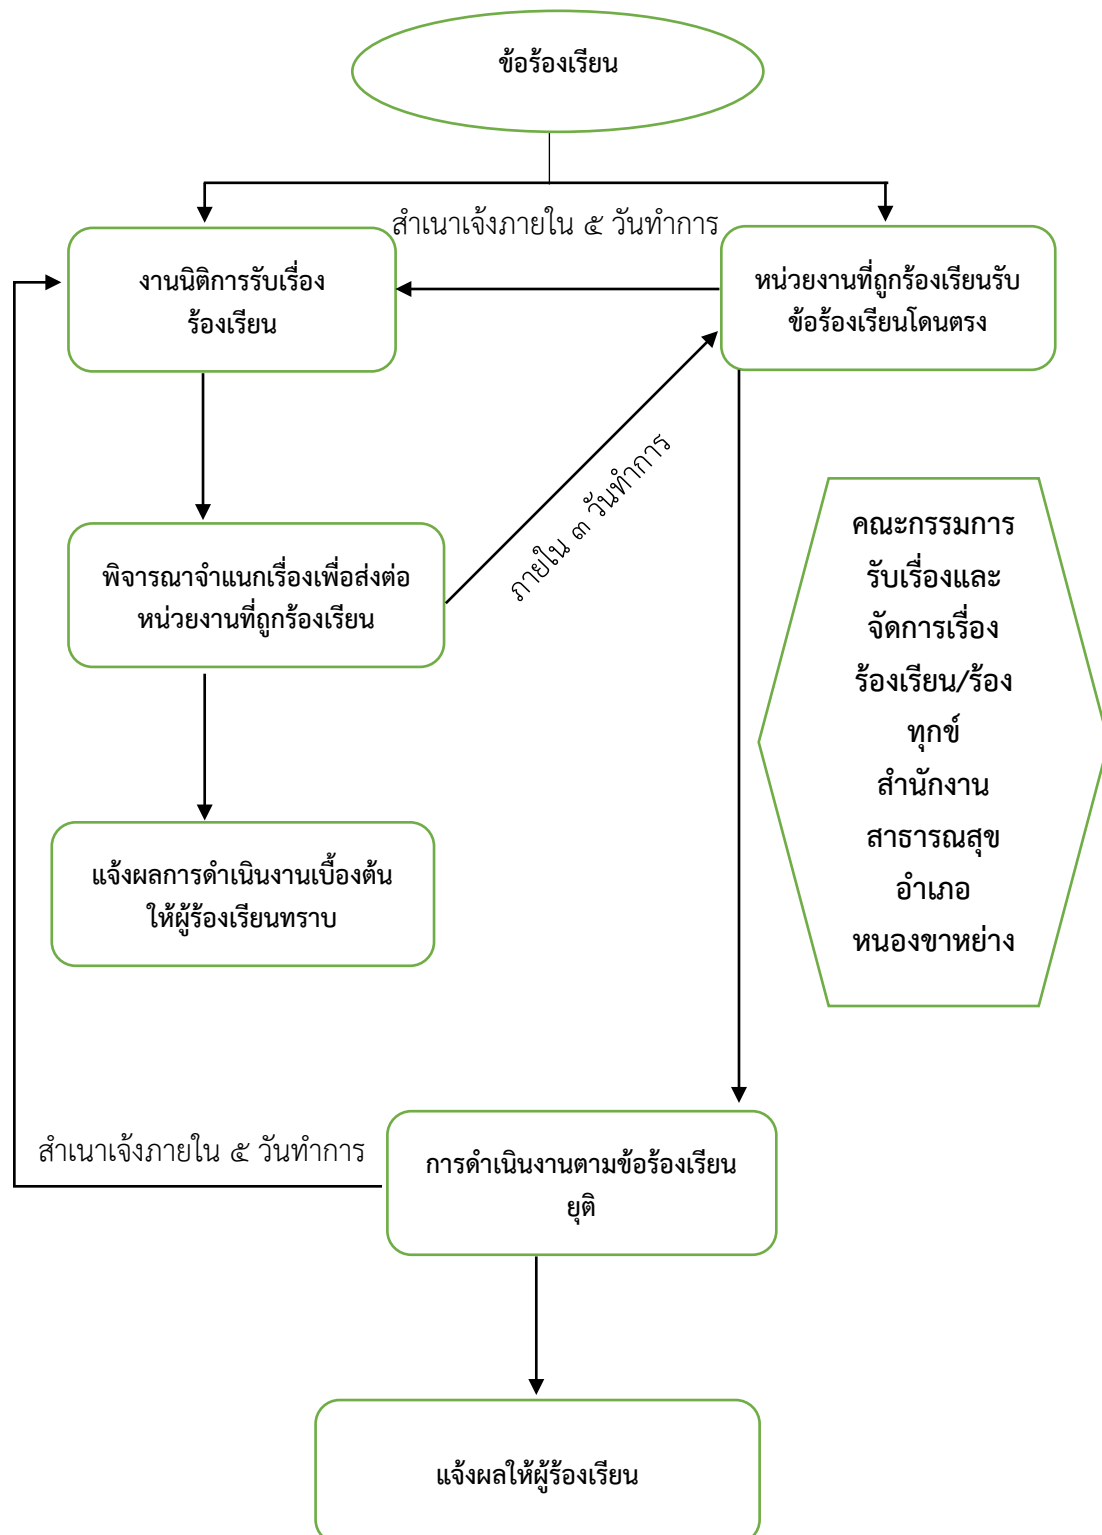 ข้อร้องเรียน
สำเนาเจ้งภายใน ๕ วันทำการ
งานนิติการรับเรื่อง
ร้องเรียน
หน่วยงานที่ถูกร้องเรียนรับ
ข้อร้องเรียนโดนตรง
ภายใน ๓ วันทำการ
พิจารณาจำแนกเรื่องเพื่อส่งต่อ
หน่วยงานที่ถูกร้องเรียน
คณะกรรมการ
รับเรื่องและ
จัดการเรื่อง
ร้องเรียน/ร้อง
ทุกข์
สำนักงาน
สาธารณสุข
อำเภอ
หนองขาหย่าง
แจ้งผลการดำเนินงานเบื้องต้น
ให้ผู้ร้องเรียนทราบ
สำเนาเจ้งภายใน ๕ วันทำการ
การดำเนินงานตามข้อร้องเรียน
ยุติ
แจ้งผลให้ผู้ร้องเรียน